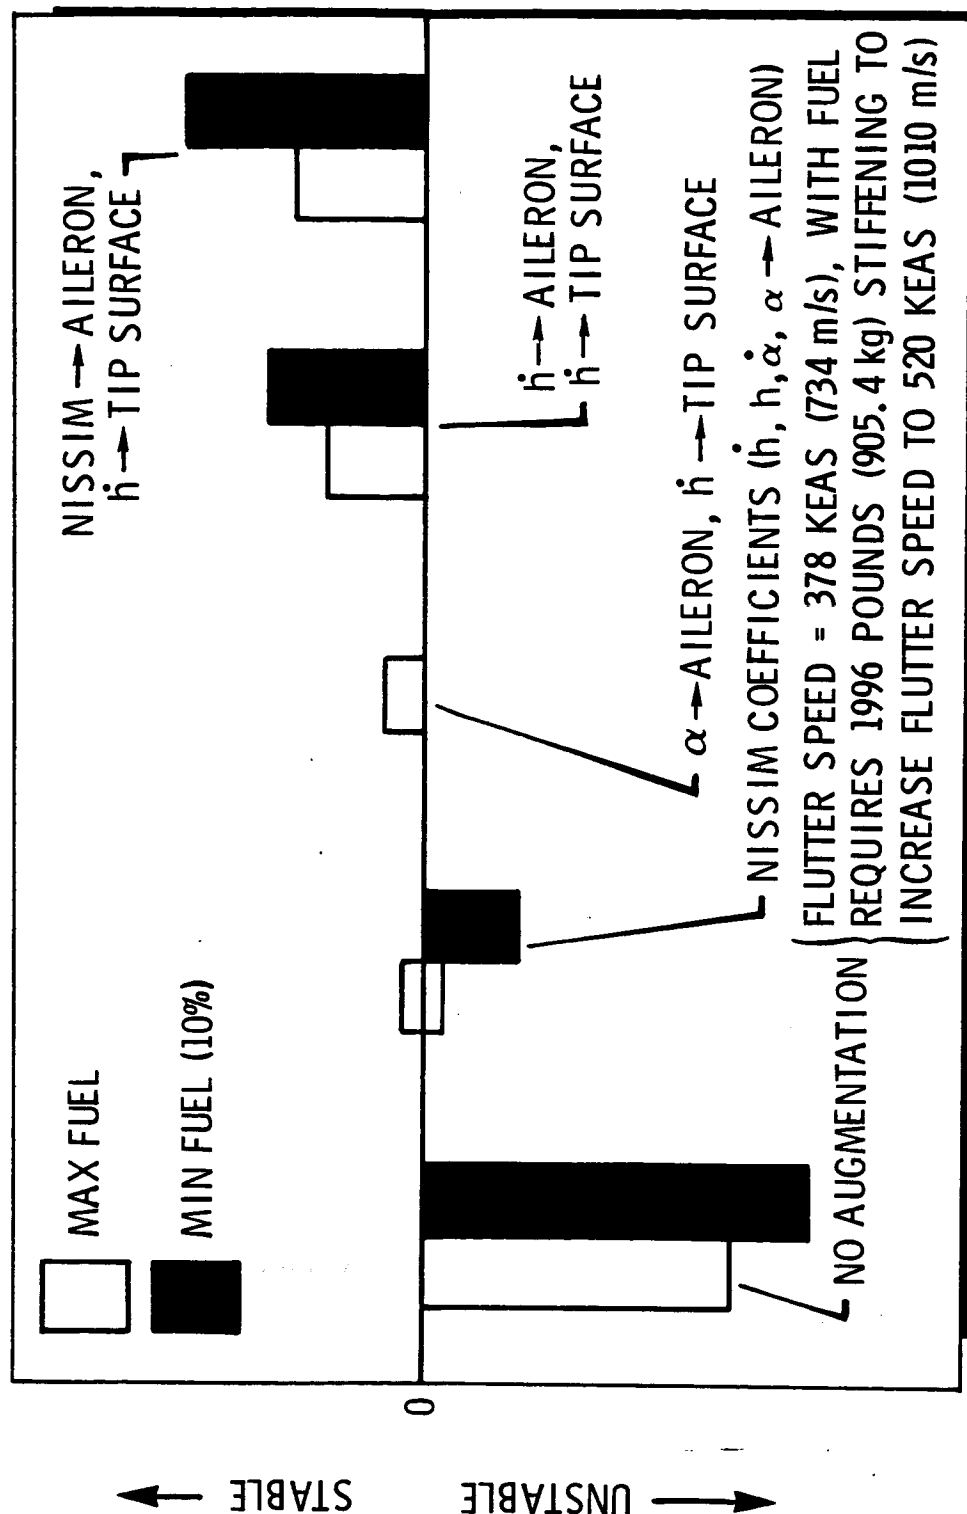 MAX FUEL
MIN FUEL (10%)
NISSIM → AILERON,
ḣ → TIP SURFACE
ḣ → AILERON,
ḣ → TIP SURFACE
α → AILERON, ḣ → TIP SURFACE
NISSIM COEFFICIENTS (ḣ, h, α̇, α → AILERON)
FLUTTER SPEED = 378 KEAS (734 m/s), WITH FUEL
REQUIRES 1996 POUNDS (905.4 kg) STIFFENING TO
INCREASE FLUTTER SPEED TO 520 KEAS (1010 m/s)
NO AUGMENTATION
0
STABLE
UNSTABLE